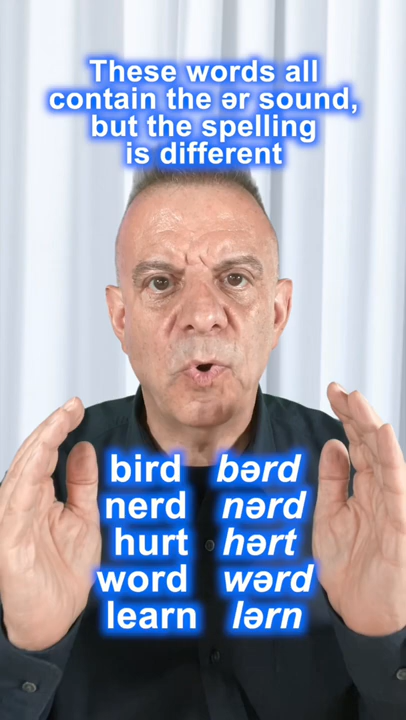 These words all
contain the ər sound,
but the spelling
is different
bird bərd
nerd nərd
hurt hərt
word wərd
learn lərn